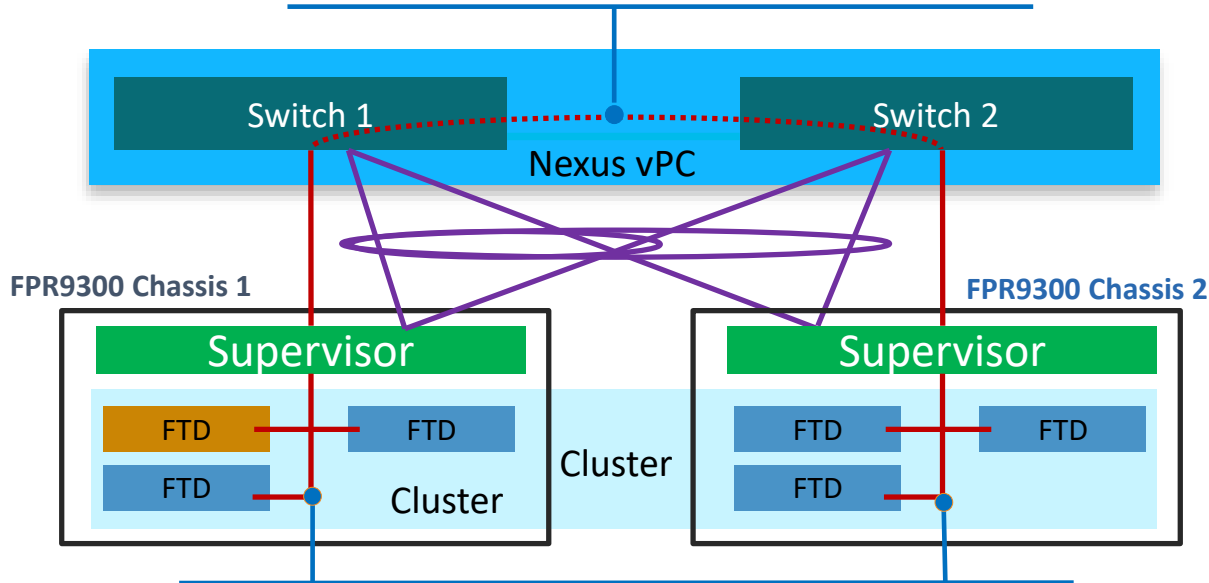 Switch 1
Switch 2
Nexus vPC
FPR9300 Chassis 1
FPR9300 Chassis 2
Supervisor
Supervisor
FTD
FTD
FTD
FTD
Cluster
FTD
Cluster
FTD